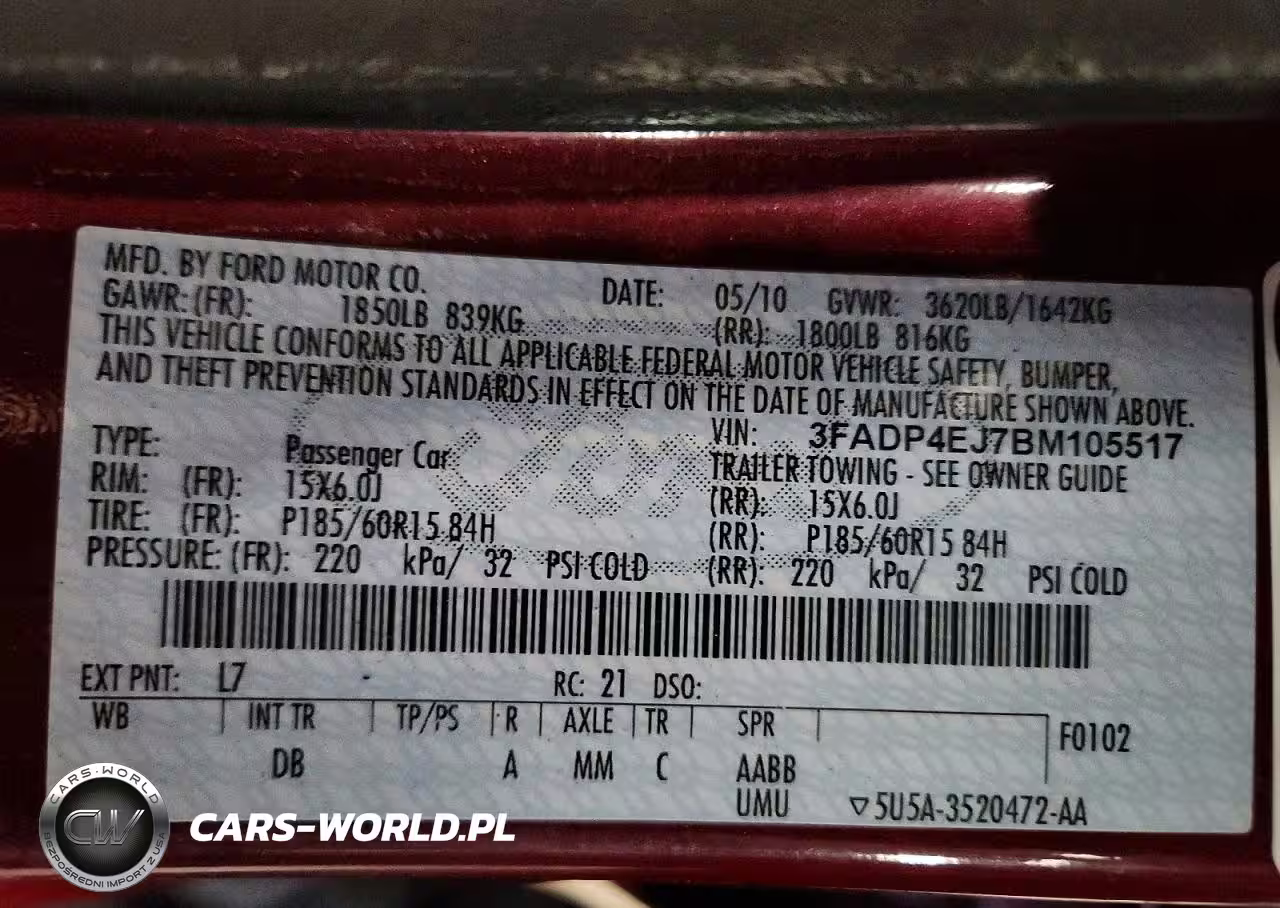 MFD. BY FORD MOTOR CO. DATE: 05/10 GVWR: 3620LB/1642KG
GAWR: (FR): 1850LB 839KG (RR): 1800LB 816KG
THIS VEHICLE CONFORMS TO ALL APPLICABLE FEDERAL MOTOR VEHICLE SAFETY, BUMPER,
AND THEFT PREVENTION STANDARDS IN EFFECT ON THE DATE OF MANUFACTURE SHOWN ABOVE.
VIN: 3FADP4EJ7BM105517
TYPE: Passenger Car TRAILER TOWING - SEE OWNER GUIDE
RIM: (FR): 15X6.0J (RR): 15X6.0J
TIRE: (FR): P185/60R15 84H (RR): P185/60R15 84H
PRESSURE: (FR): 220 kPa/ 32 PSI COLD (RR): 220 kPa/ 32 PSI COLD
EXT PNT: L7 - RC: 21 DSO:
WB INT TR TP/PS R AXLE TR SPR F0102
DB A MM C AABB
UMU ▽5U5A-3520472-AA
CARS-WORLD
CW
BEZPOŚREDNI IMPORT Z USA
CARS-WORLD.PL